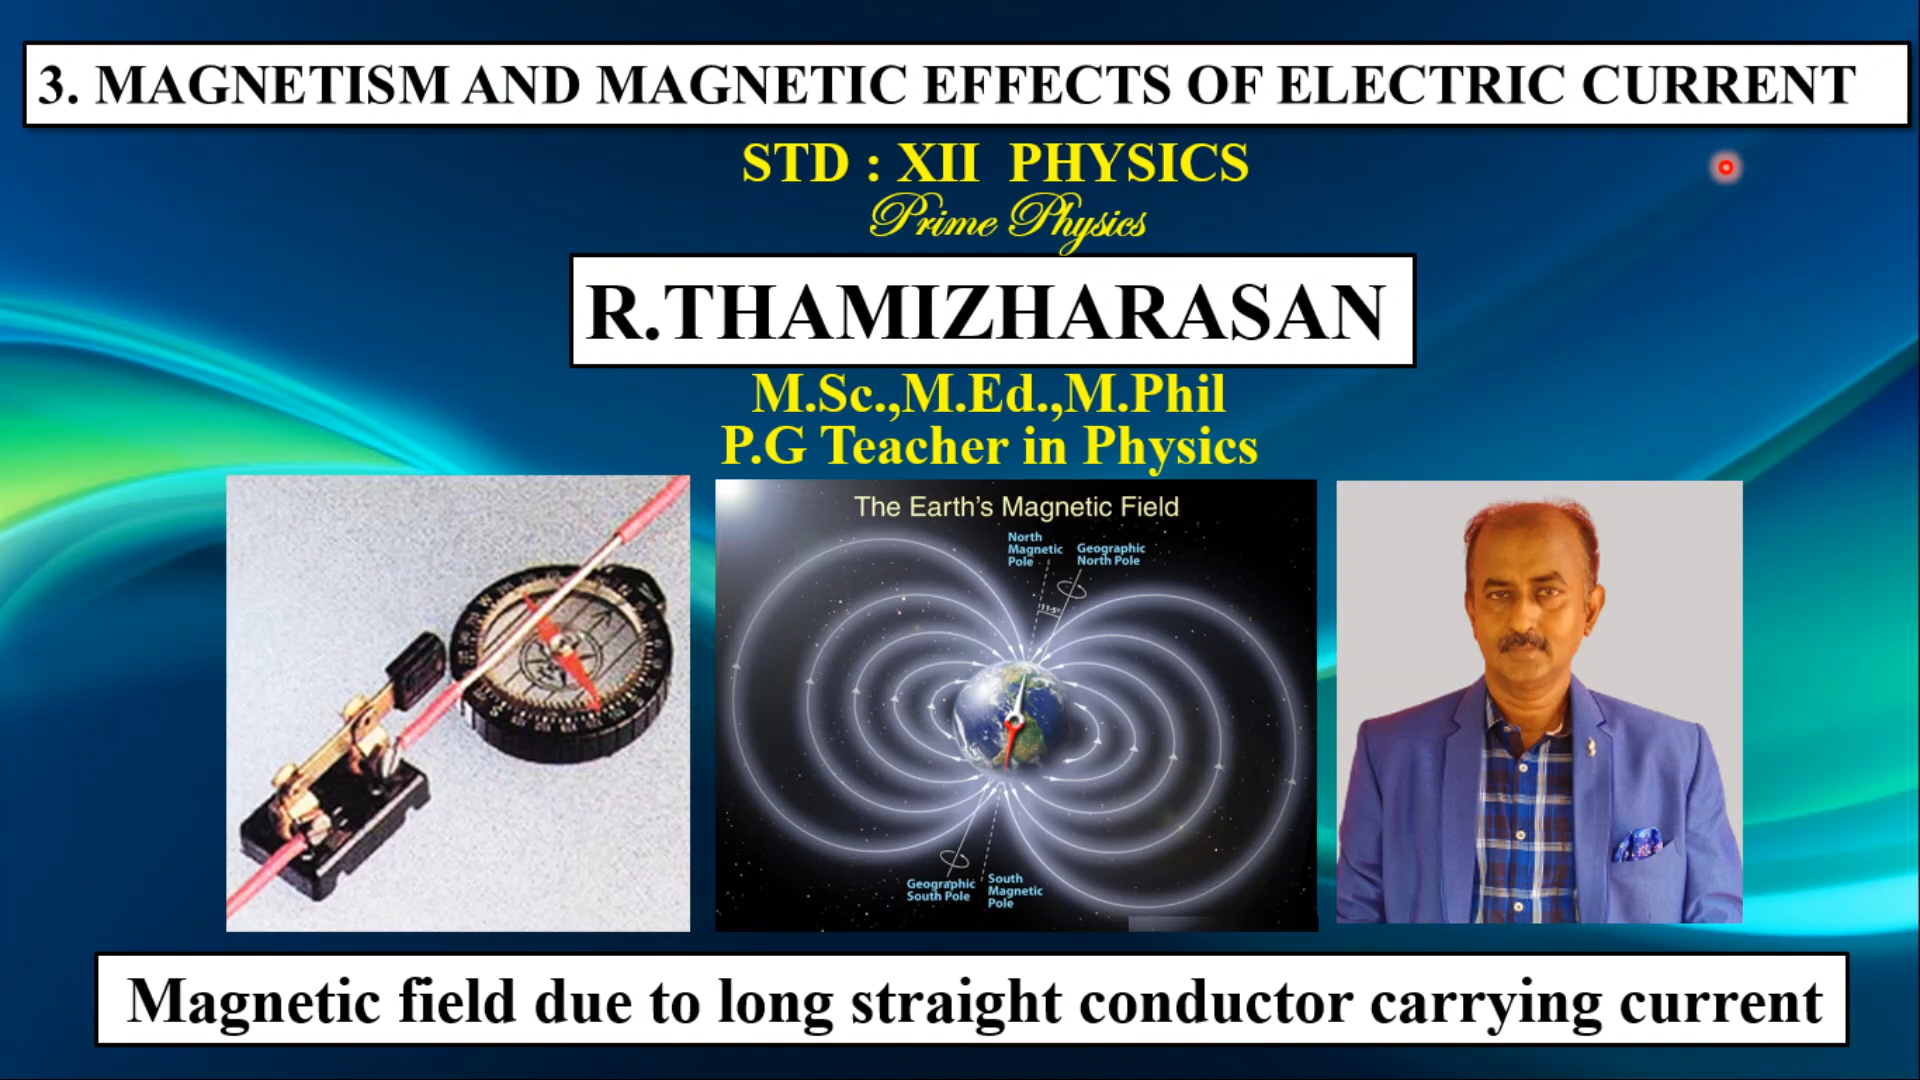 3. MAGNETISM AND MAGNETIC EFFECTS OF ELECTRIC CURRENT
STD : XII PHYSICS
Prime Physics
R.THAMIZHARASAN
M.Sc.,M.Ed.,M.Phil
P.G Teacher in Physics
The Earth's Magnetic Field
North
Magnetic
Pole
Geographic
North Pole
11.5°
Geographic
South Pole
South
Magnetic
Pole
Magnetic field due to long straight conductor carrying current